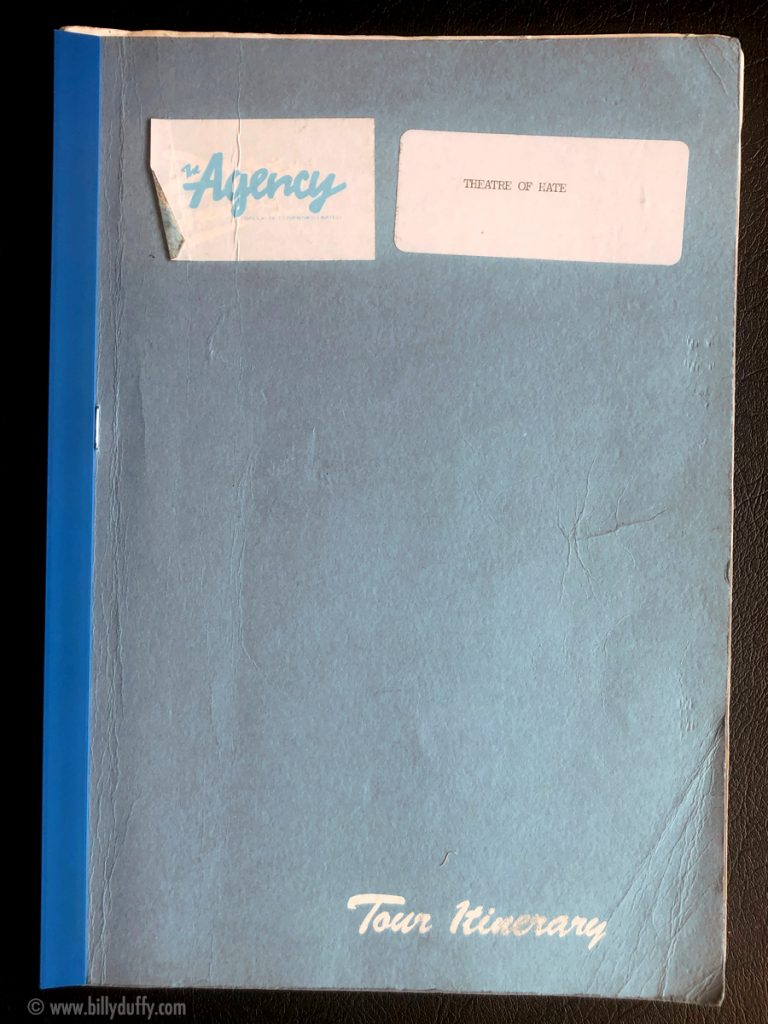 The Agency
THEATRE OF HATE
Tour Itinerary
© www.billyduffy.com